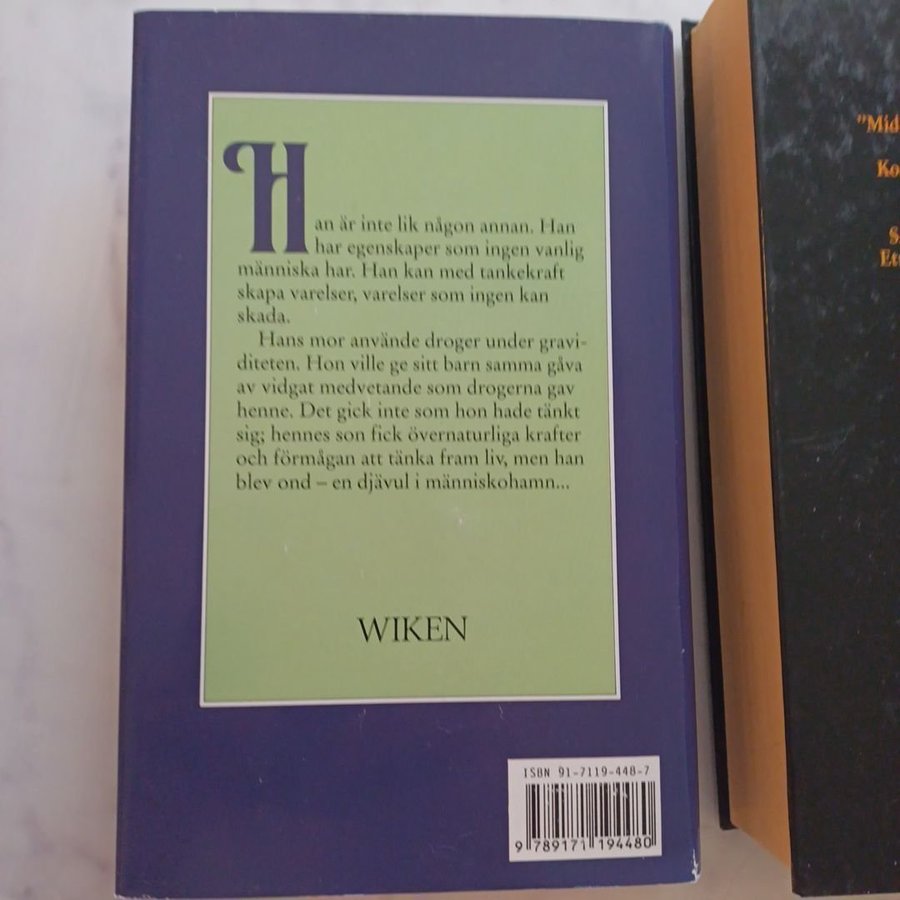 Han är inte lik någon annan. Han
har egenskaper som ingen vanlig
människa har. Han kan med tankekraft
skapa varelser, varelser som ingen kan
skada.
Hans mor använde droger under gravi-
diteten. Hon ville ge sitt barn samma gåva
av vidgat medvetande som drogerna gav
henne. Det gick inte som hon hade tänkt
sig; hennes son fick övernaturliga krafter
och förmågan att tänka fram liv, men han
blev ond – en djävul i människohamn...
WIKEN
ISBN 91-7119-448-7
9 789171 194480
"Mid
Ko
S